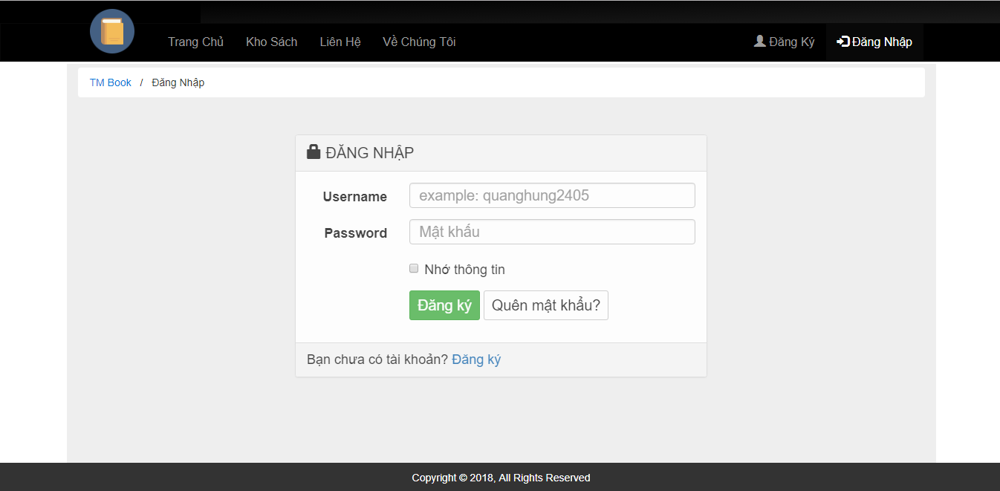 Trang Chủ Kho Sách Liên Hệ Về Chúng Tôi Đăng Ký Đăng Nhập
TM Book / Đăng Nhập
ĐĂNG NHẬP
Username example: quanghung2405
Password Mật khẩu
Nhớ thông tin
Đăng ký Quên mật khẩu?
Bạn chưa có tài khoản? Đăng ký
Copyright © 2018, All Rights Reserved